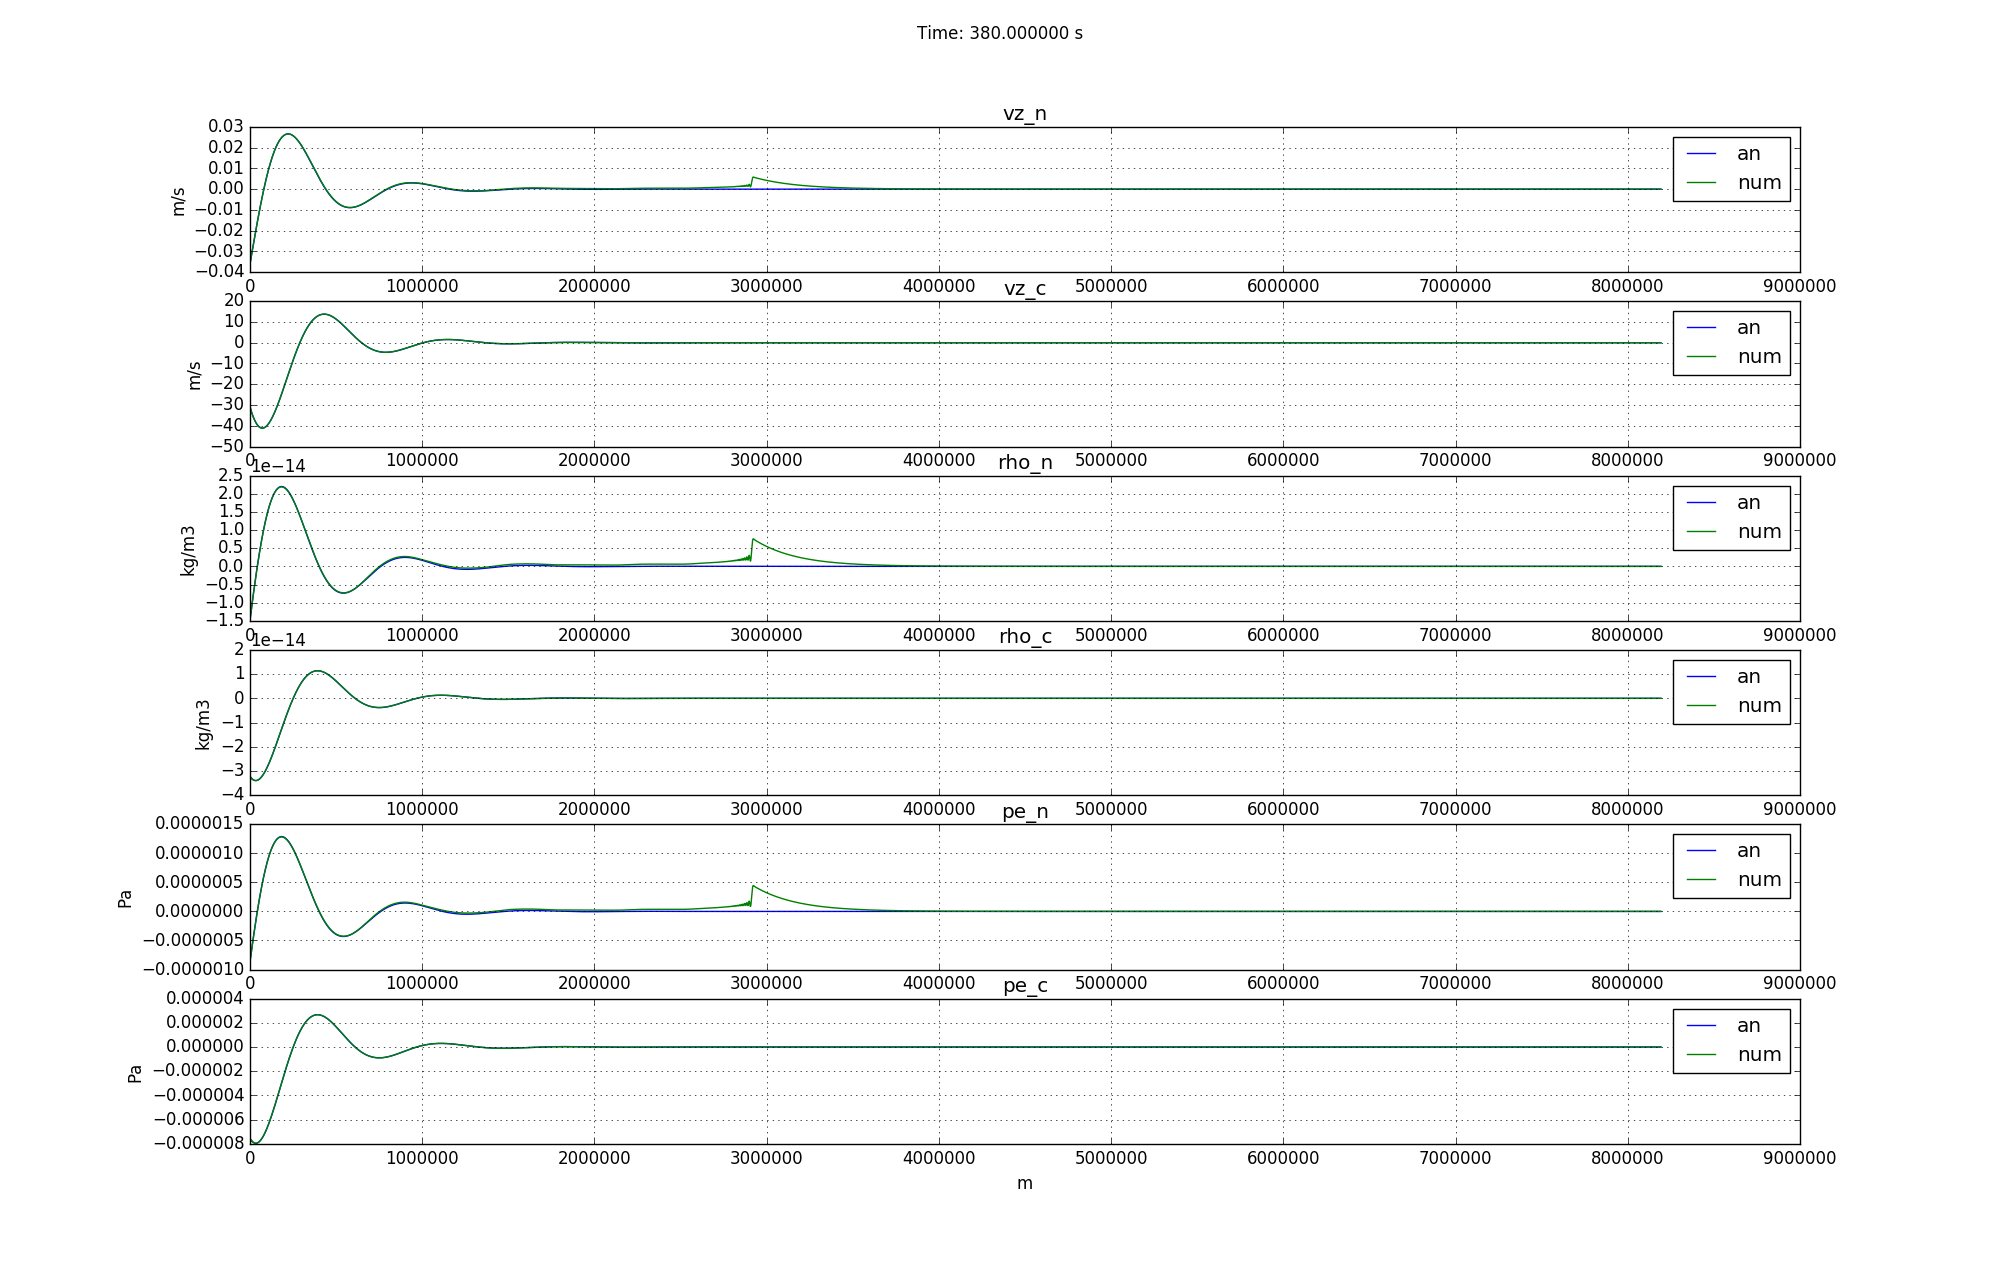 Time: 380.000000 s
vz_n
0.03
0.02
0.01
0.00
−0.01
−0.02
−0.03
−0.04
m/s
an
num
0 1000000 2000000 3000000 4000000 5000000 6000000 7000000 8000000 9000000
vz_c
20
10
0
−10
−20
−30
−40
−50
m/s
an
num
0 1000000 2000000 3000000 4000000 5000000 6000000 7000000 8000000 9000000
1e−14
rho_n
2.5
2.0
1.5
1.0
0.5
0.0
−0.5
−1.0
−1.5
kg/m3
an
num
0 1000000 2000000 3000000 4000000 5000000 6000000 7000000 8000000 9000000
1e−14
rho_c
2
1
0
−1
−2
−3
−4
kg/m3
an
num
0 1000000 2000000 3000000 4000000 5000000 6000000 7000000 8000000 9000000
pe_n
0.0000015
0.0000010
0.0000005
0.0000000
−0.0000005
−0.0000010
Pa
an
num
0 1000000 2000000 3000000 4000000 5000000 6000000 7000000 8000000 9000000
pe_c
0.000004
0.000002
0.000000
−0.000002
−0.000004
−0.000006
−0.000008
Pa
an
num
0 1000000 2000000 3000000 4000000 5000000 6000000 7000000 8000000 9000000
m